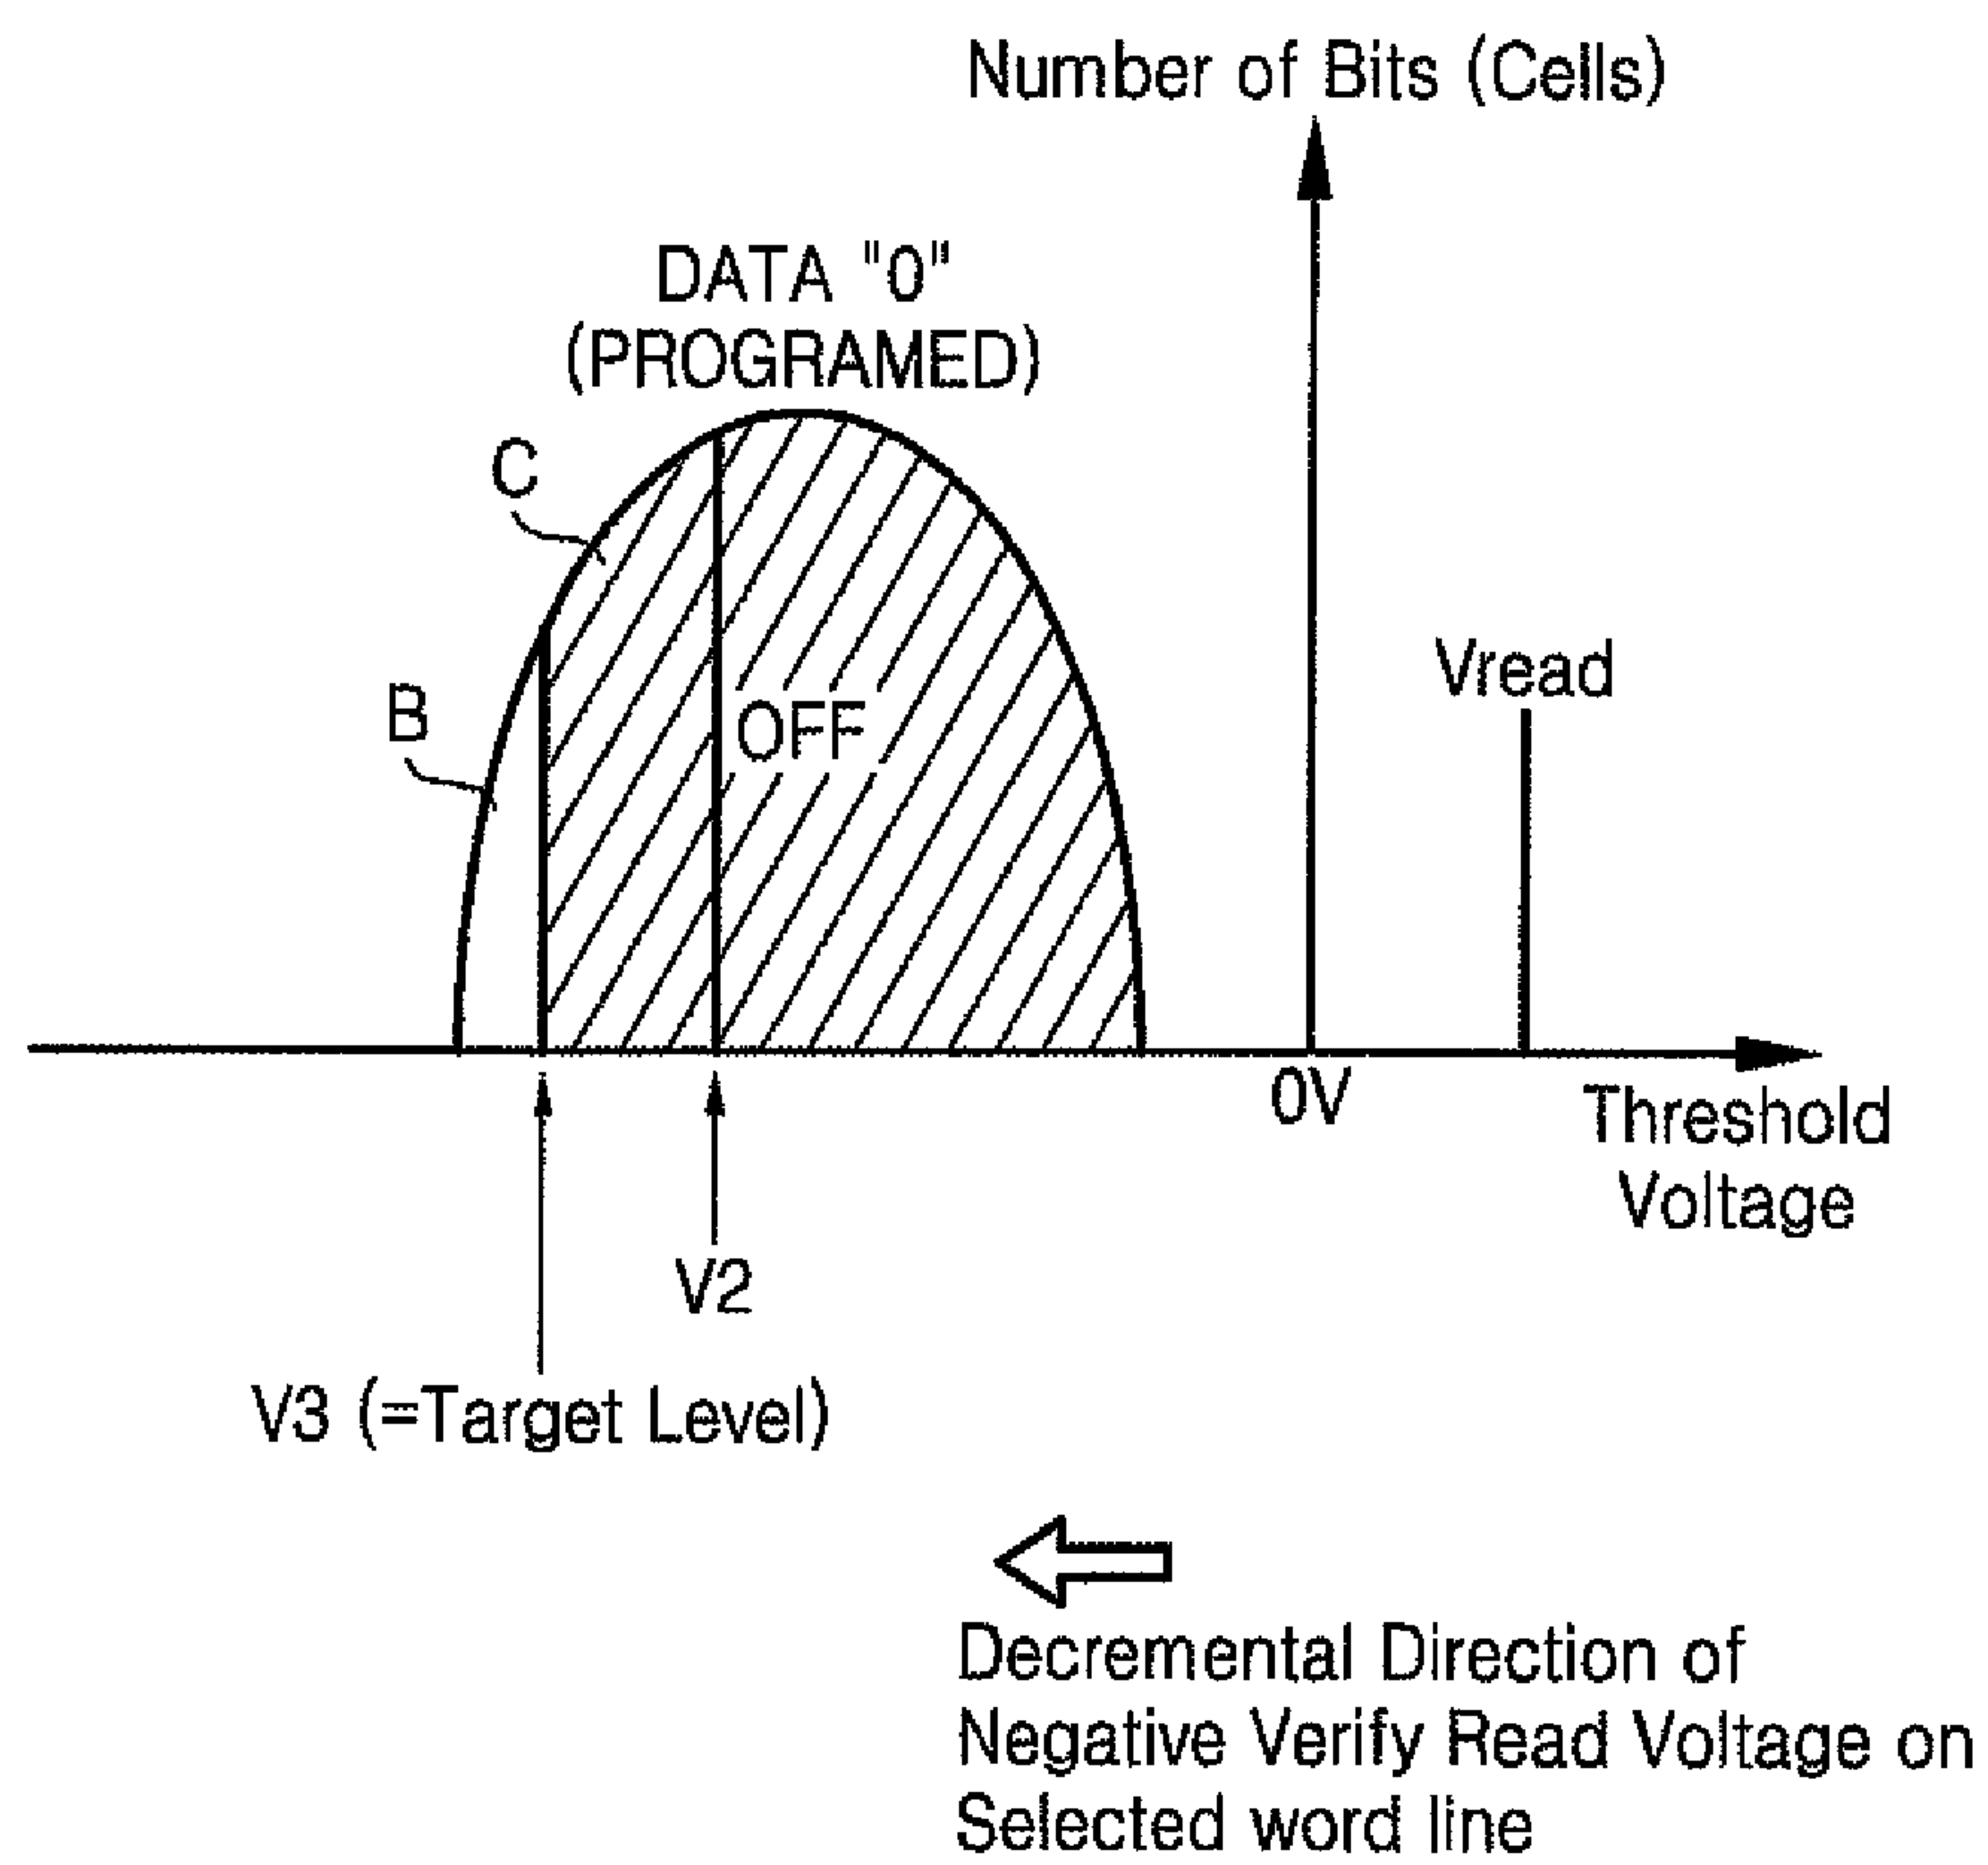 Number of Bits (Cells)
DATA "0"
(PROGRAMED)
C
B
OFF
Vread
0V
Threshold
Voltage
V2
V3 (=Target Level)
Decremental Direction of
Negative Verify Read Voltage on
Selected word line